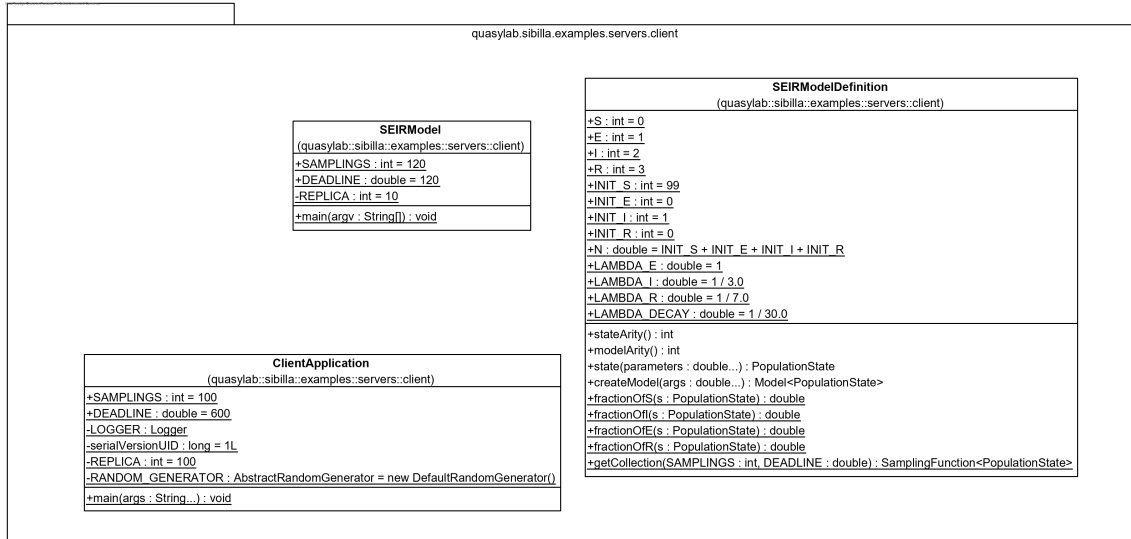 quasylab.sibilla.examples.servers.client
SEIRModel
(quasylab::sibilla::examples::servers::client)
+SAMPLINGS : int = 120
+DEADLINE : double = 120
-REPLICA : int = 10
+main(argv : String[]) : void
SEIRModelDefinition
(quasylab::sibilla::examples::servers::client)
+S : int = 0
+E : int = 1
+I : int = 2
+R : int = 3
+INIT_S : int = 99
+INIT_E : int = 0
+INIT_I : int = 1
+INIT_R : int = 0
+N : double = INIT_S + INIT_E + INIT_I + INIT_R
+LAMBDA_E : double = 1
+LAMBDA_I : double = 1 / 3.0
+LAMBDA_R : double = 1 / 7.0
+LAMBDA_DECAY : double = 1 / 30.0
+stateArity() : int
+modelArity() : int
+state(parameters : double...) : PopulationState
+createModel(args : double...) : Model<PopulationState>
+fractionOfS(s : PopulationState) : double
+fractionOfI(s : PopulationState) : double
+fractionOfE(s : PopulationState) : double
+fractionOfR(s : PopulationState) : double
+getCollection(SAMPLINGS : int, DEADLINE : double) : SamplingFunction<PopulationState>
ClientApplication
(quasylab::sibilla::examples::servers::client)
+SAMPLINGS : int = 100
+DEADLINE : double = 600
-LOGGER : Logger
-serialVersionUID : long = 1L
-REPLICA : int = 100
-RANDOM_GENERATOR : AbstractRandomGenerator = new DefaultRandomGenerator()
+main(args : String...) : void